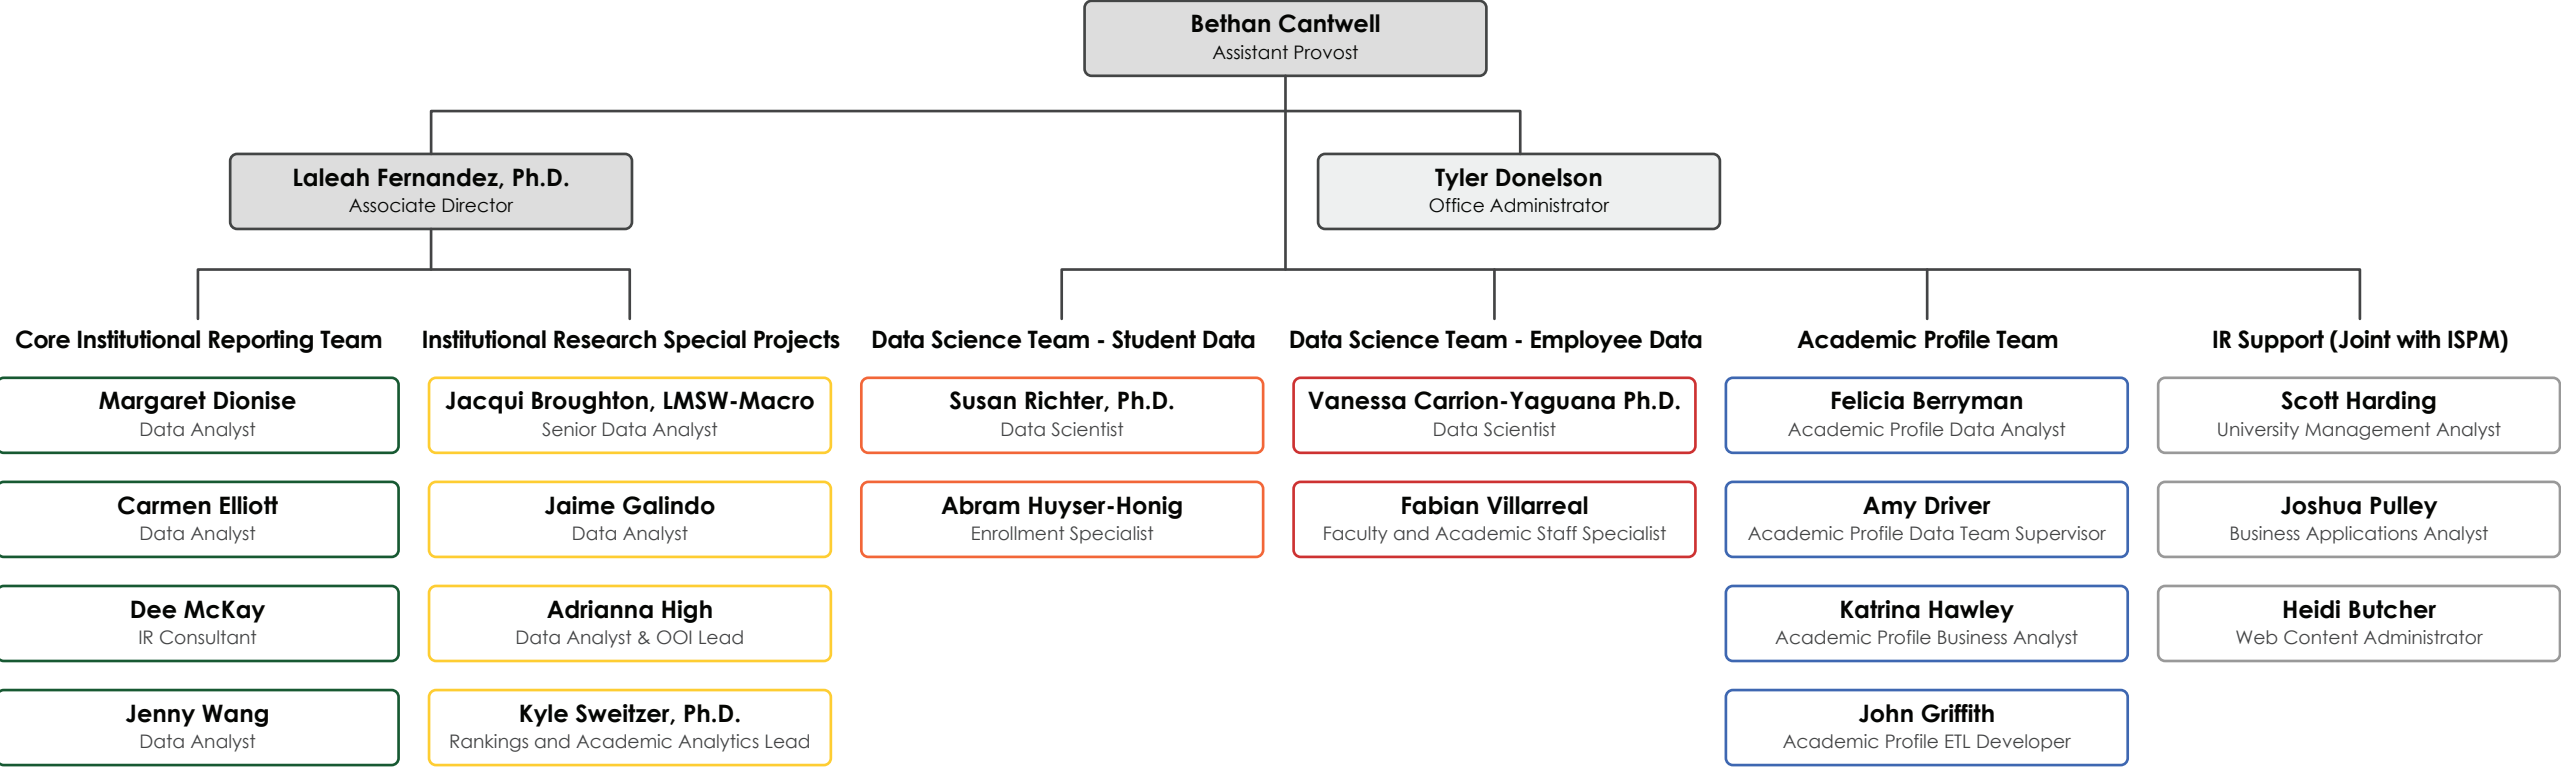 Bethan Cantwell
Assistant Provost
Laleah Fernandez, Ph.D.
Associate Director
Tyler Donelson
Office Administrator
Core Institutional Reporting Team
Margaret Dionise
Data Analyst
Carmen Elliott
Data Analyst
Dee McKay
IR Consultant
Jenny Wang
Data Analyst
Institutional Research Special Projects
Jacqui Broughton, LMSW-Macro
Senior Data Analyst
Jaime Galindo
Data Analyst
Adrianna High
Data Analyst & OOI Lead
Kyle Sweitzer, Ph.D.
Rankings and Academic Analytics Lead
Data Science Team - Student Data
Susan Richter, Ph.D.
Data Scientist
Abram Huyser-Honig
Enrollment Specialist
Data Science Team - Employee Data
Vanessa Carrion-Yaguana Ph.D.
Data Scientist
Fabian Villarreal
Faculty and Academic Staff Specialist
Academic Profile Team
Felicia Berryman
Academic Profile Data Analyst
Amy Driver
Academic Profile Data Team Supervisor
Katrina Hawley
Academic Profile Business Analyst
John Griffith
Academic Profile ETL Developer
IR Support (Joint with ISPM)
Scott Harding
University Management Analyst
Joshua Pulley
Business Applications Analyst
Heidi Butcher
Web Content Administrator